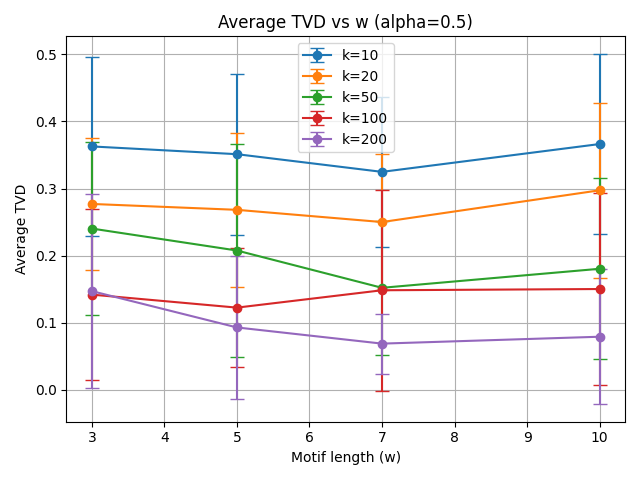 Average TVD vs w (alpha=0.5)
k=10
k=20
k=50
k=100
k=200
Average TVD
0.5
0.4
0.3
0.2
0.1
0.0
3 4 5 6 7 8 9 10
Motif length (w)